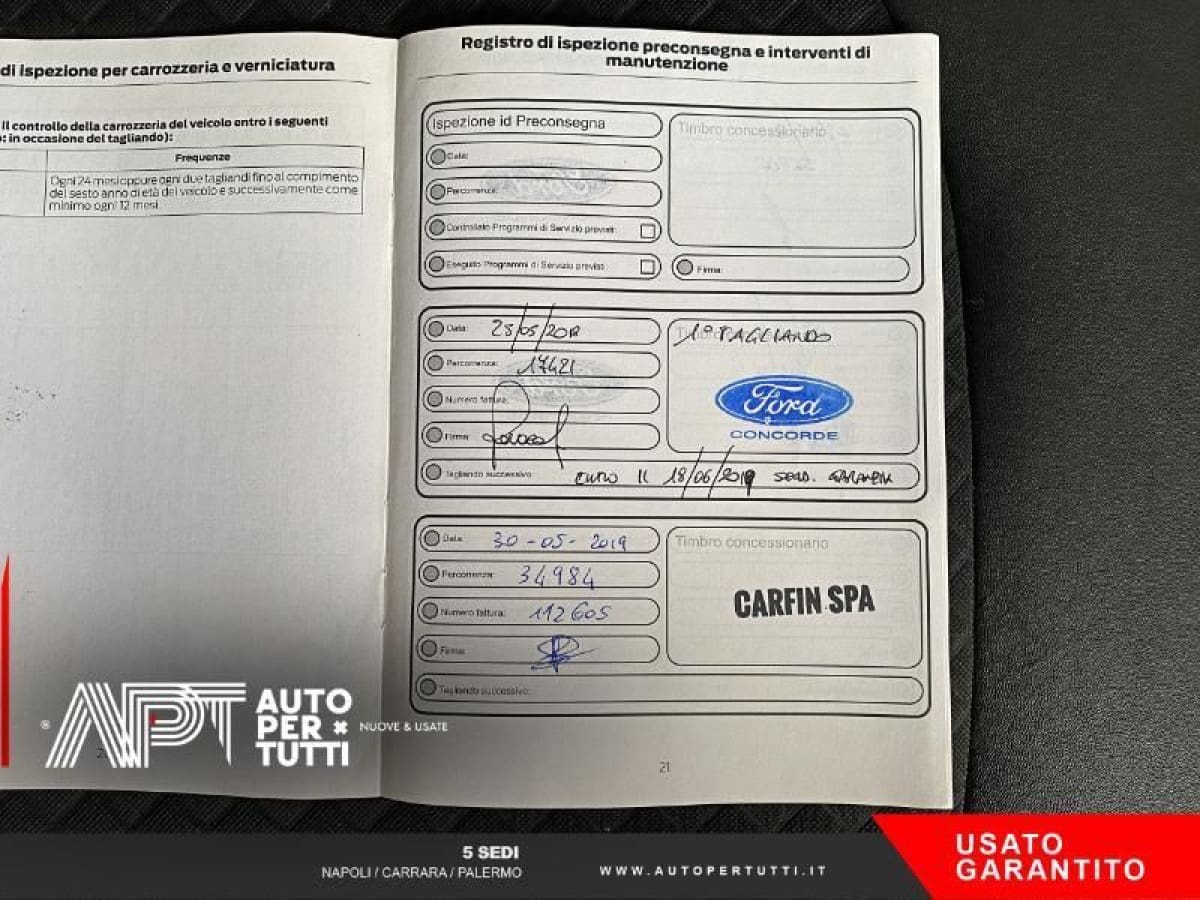 di ispezione per carrozzeria e verniciatura
il controllo della carrozzeria del veicolo entro i seguenti
: in occasione del tagliando):
Frequenze
Ogni 24 mesi oppure ogni due tagliandi fino al compimento
del sesto anno di età del veicolo e successivamente come
minimo ogni 12 mesi.
Registro di ispezione preconsegna e interventi di
manutenzione
Ispezione id Preconsegna
Timbro concessionario
Data:
Percorrenza:
Controllato Programmi di Servizio previsti:
Eseguito Programmi di Servizio previsti:
Firma:
Data: 25/05/2018
1° TAGLIANDO
Percorrenza: 17421
Numero fattura:
Ford
CONCORDE
Firma:
Tagliando successivo: ENTRO IL 18/06/2019 SCAD. GARANZIA
Data: 30-05-2019
Timbro concessionario
Percorrenza: 34984
CARFIN SPA
Numero fattura: 112605
Firma:
Tagliando successivo:
21
APT AUTO PER TUTTI
NUOVE & USATE
5 SEDI
NAPOLI / CARRARA / PALERMO
WWW.AUTOPERTUTTI.IT
USATO
GARANTITO